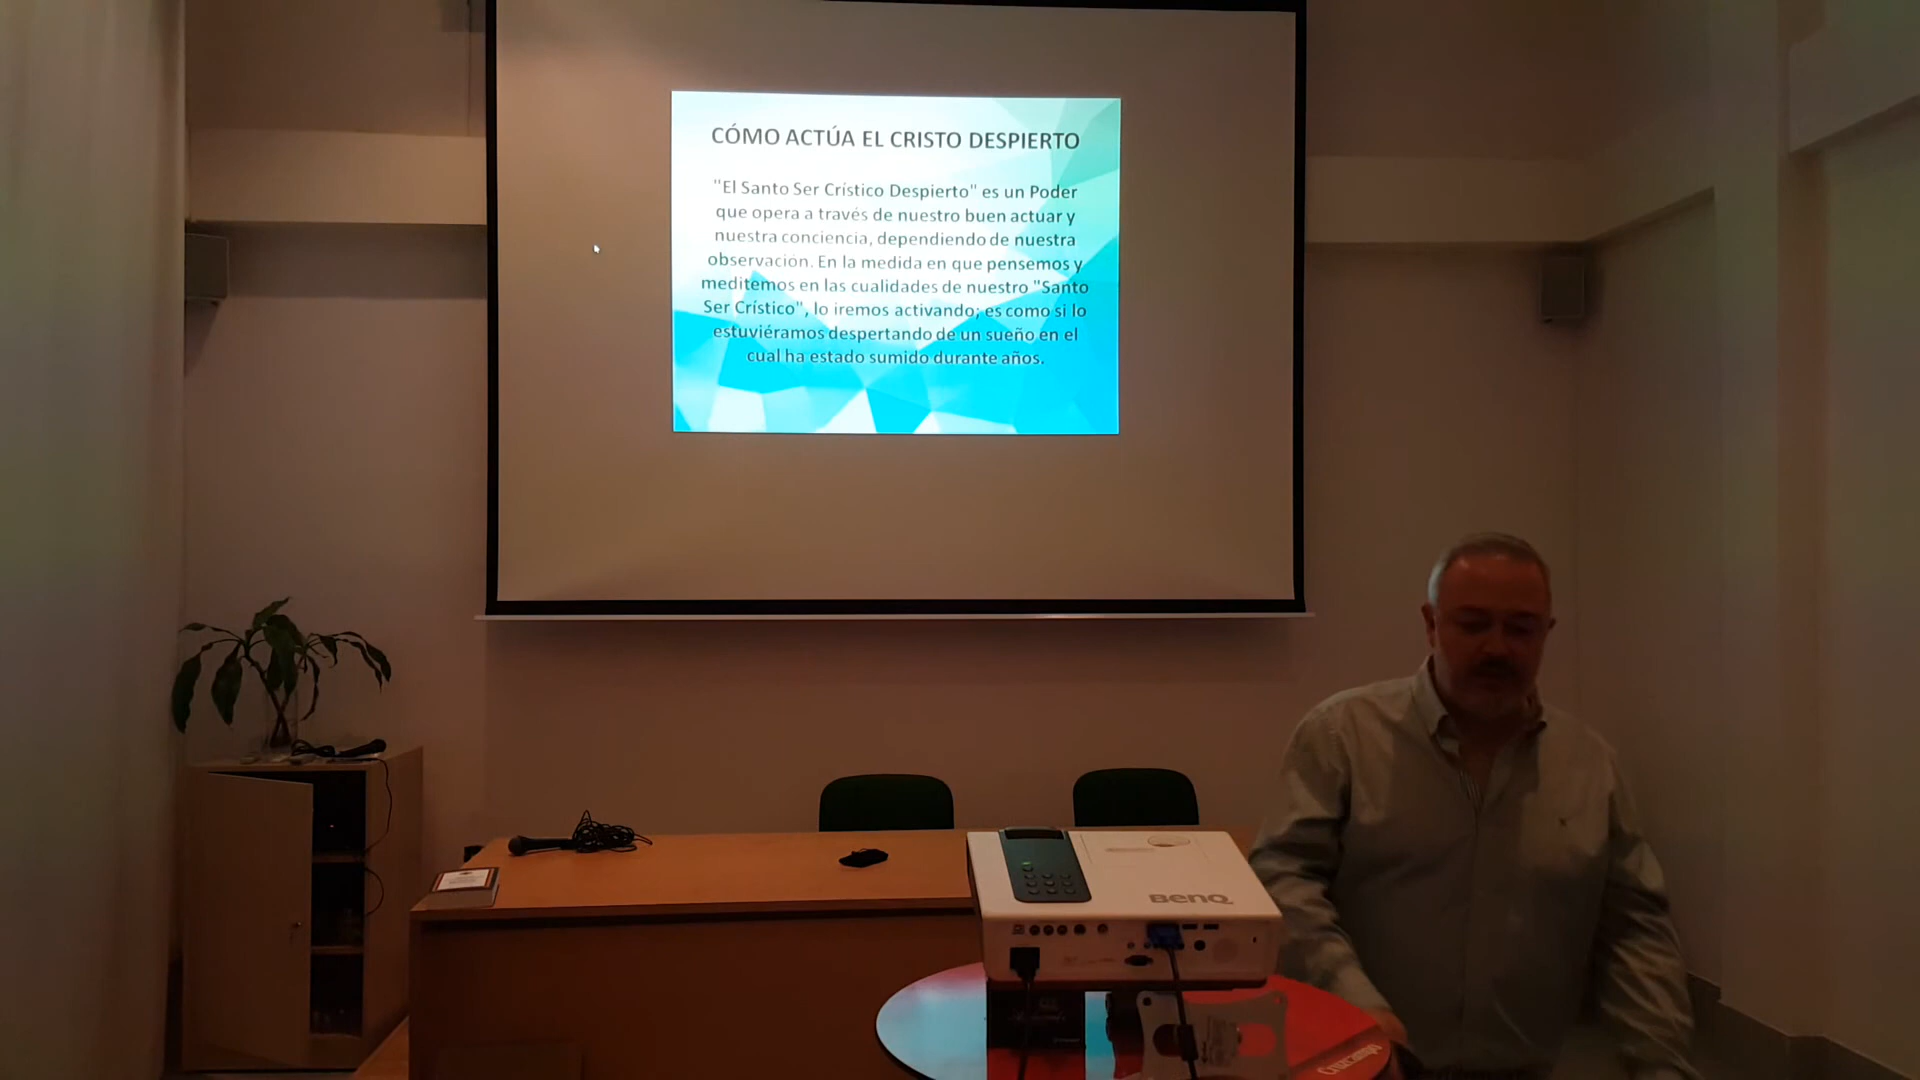 CÓMO ACTÚA EL CRISTO DESPIERTO
"El Santo Ser Crístico Despierto" es un Poder
que opera a través de nuestro buen actuar y
nuestra conciencia, dependiendo de nuestra
observación. En la medida en que pensemos y
meditemos en las cualidades de nuestro "Santo
Ser Crístico", lo iremos activando; es como si lo
estuviéramos despertando de un sueño en el
cual ha estado sumido durante años.
BenQ
Cruzcampo